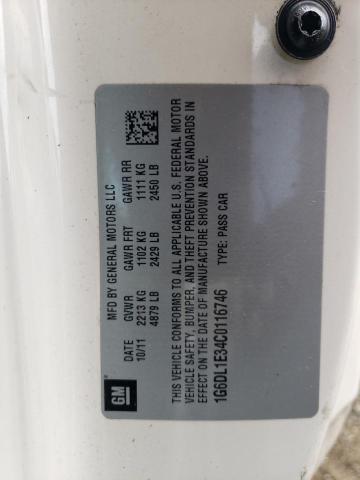 GM
MFD BY GENERAL MOTORS LLC
DATE GVWR GAWR FRT GAWR RR
10/11 2213 KG 1102 KG 1111 KG
4879 LB 2429 LB 2450 LB
THIS VEHICLE CONFORMS TO ALL APPLICABLE U.S. FEDERAL MOTOR
VEHICLE SAFETY, BUMPER, AND THEFT PREVENTION STANDARDS IN
EFFECT ON THE DATE OF MANUFACTURE SHOWN ABOVE.
1G6DL1E34C0116746 TYPE: PASS CAR